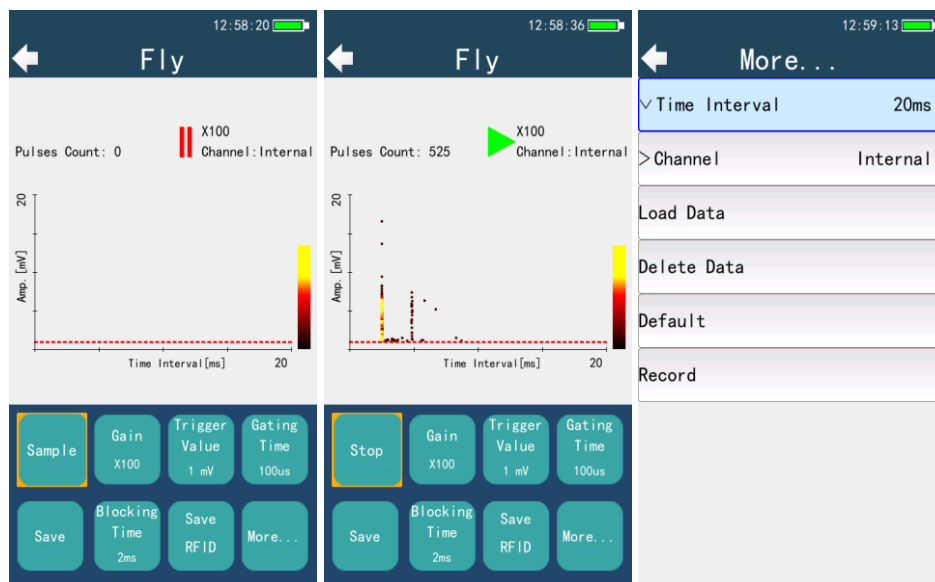 12:58:20
Fly
Pulses Count: 0
X100
Channel:Internal
20
Amp. [mV]
Time Interval[ms]
20
Sample
Gain
X100
Trigger
Value
1 mV
Gating
Time
100us
Save
Blocking
Time
2ms
Save
RFID
More...
12:58:36
Fly
Pulses Count: 525
X100
Channel:Internal
20
Amp. [mV]
Time Interval[ms]
20
Stop
Gain
X100
Trigger
Value
1 mV
Gating
Time
100us
Save
Blocking
Time
2ms
Save
RFID
More...
12:59:13
More...
Time Interval 20ms
Channel Internal
Load Data
Delete Data
Default
Record